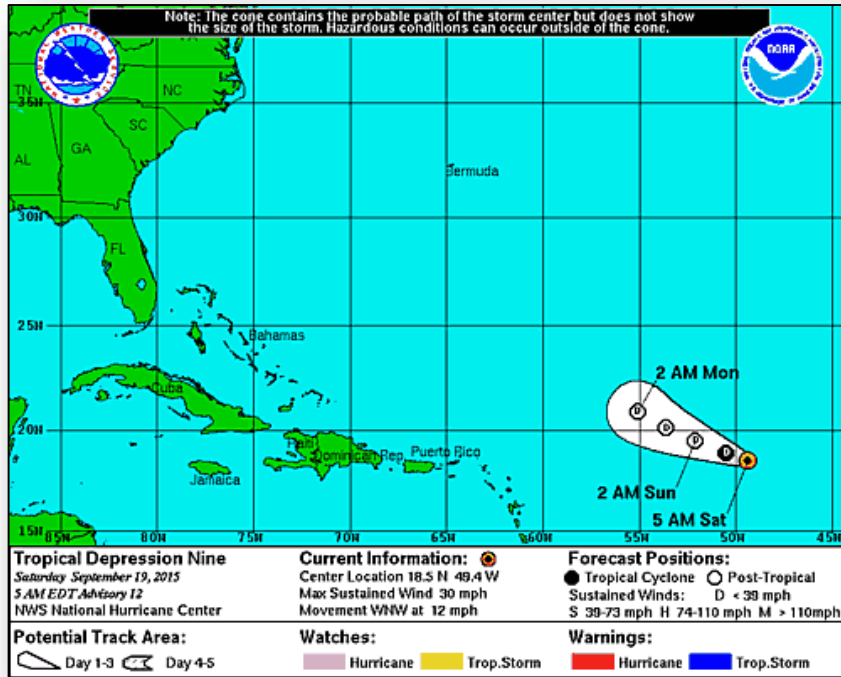 Note: The cone contains the probable path of the storm center but does not show
the size of the storm. Hazardous conditions can occur outside of the cone.
NOAA
TN
NC
35N
SC
AL
GA
Bermuda
30N
FL
25N
Bahamas
2 AM Mon
Cuba
20N
Haiti
Dominican Rep
Puerto Rico
Jamaica
2 AM Sun
5 AM Sat
15N
85W 80W 75W 70W 65W 60W 55W 50W 45W
D D D D
Tropical Depression Nine
Saturday September 19, 2015
5 AM EDT Advisory 12
NWS National Hurricane Center
Current Information:
Center Location 18.5 N 49.4 W
Max Sustained Wind 30 mph
Movement WNW at 12 mph
Forecast Positions:
Tropical Cyclone Post-Tropical
Sustained Winds: D < 39 mph
S 39-73 mph H 74-110 mph M > 110mph
Potential Track Area:
Day 1-3 Day 4-5
Watches:
Hurricane Trop.Storm
Warnings:
Hurricane Trop.Storm